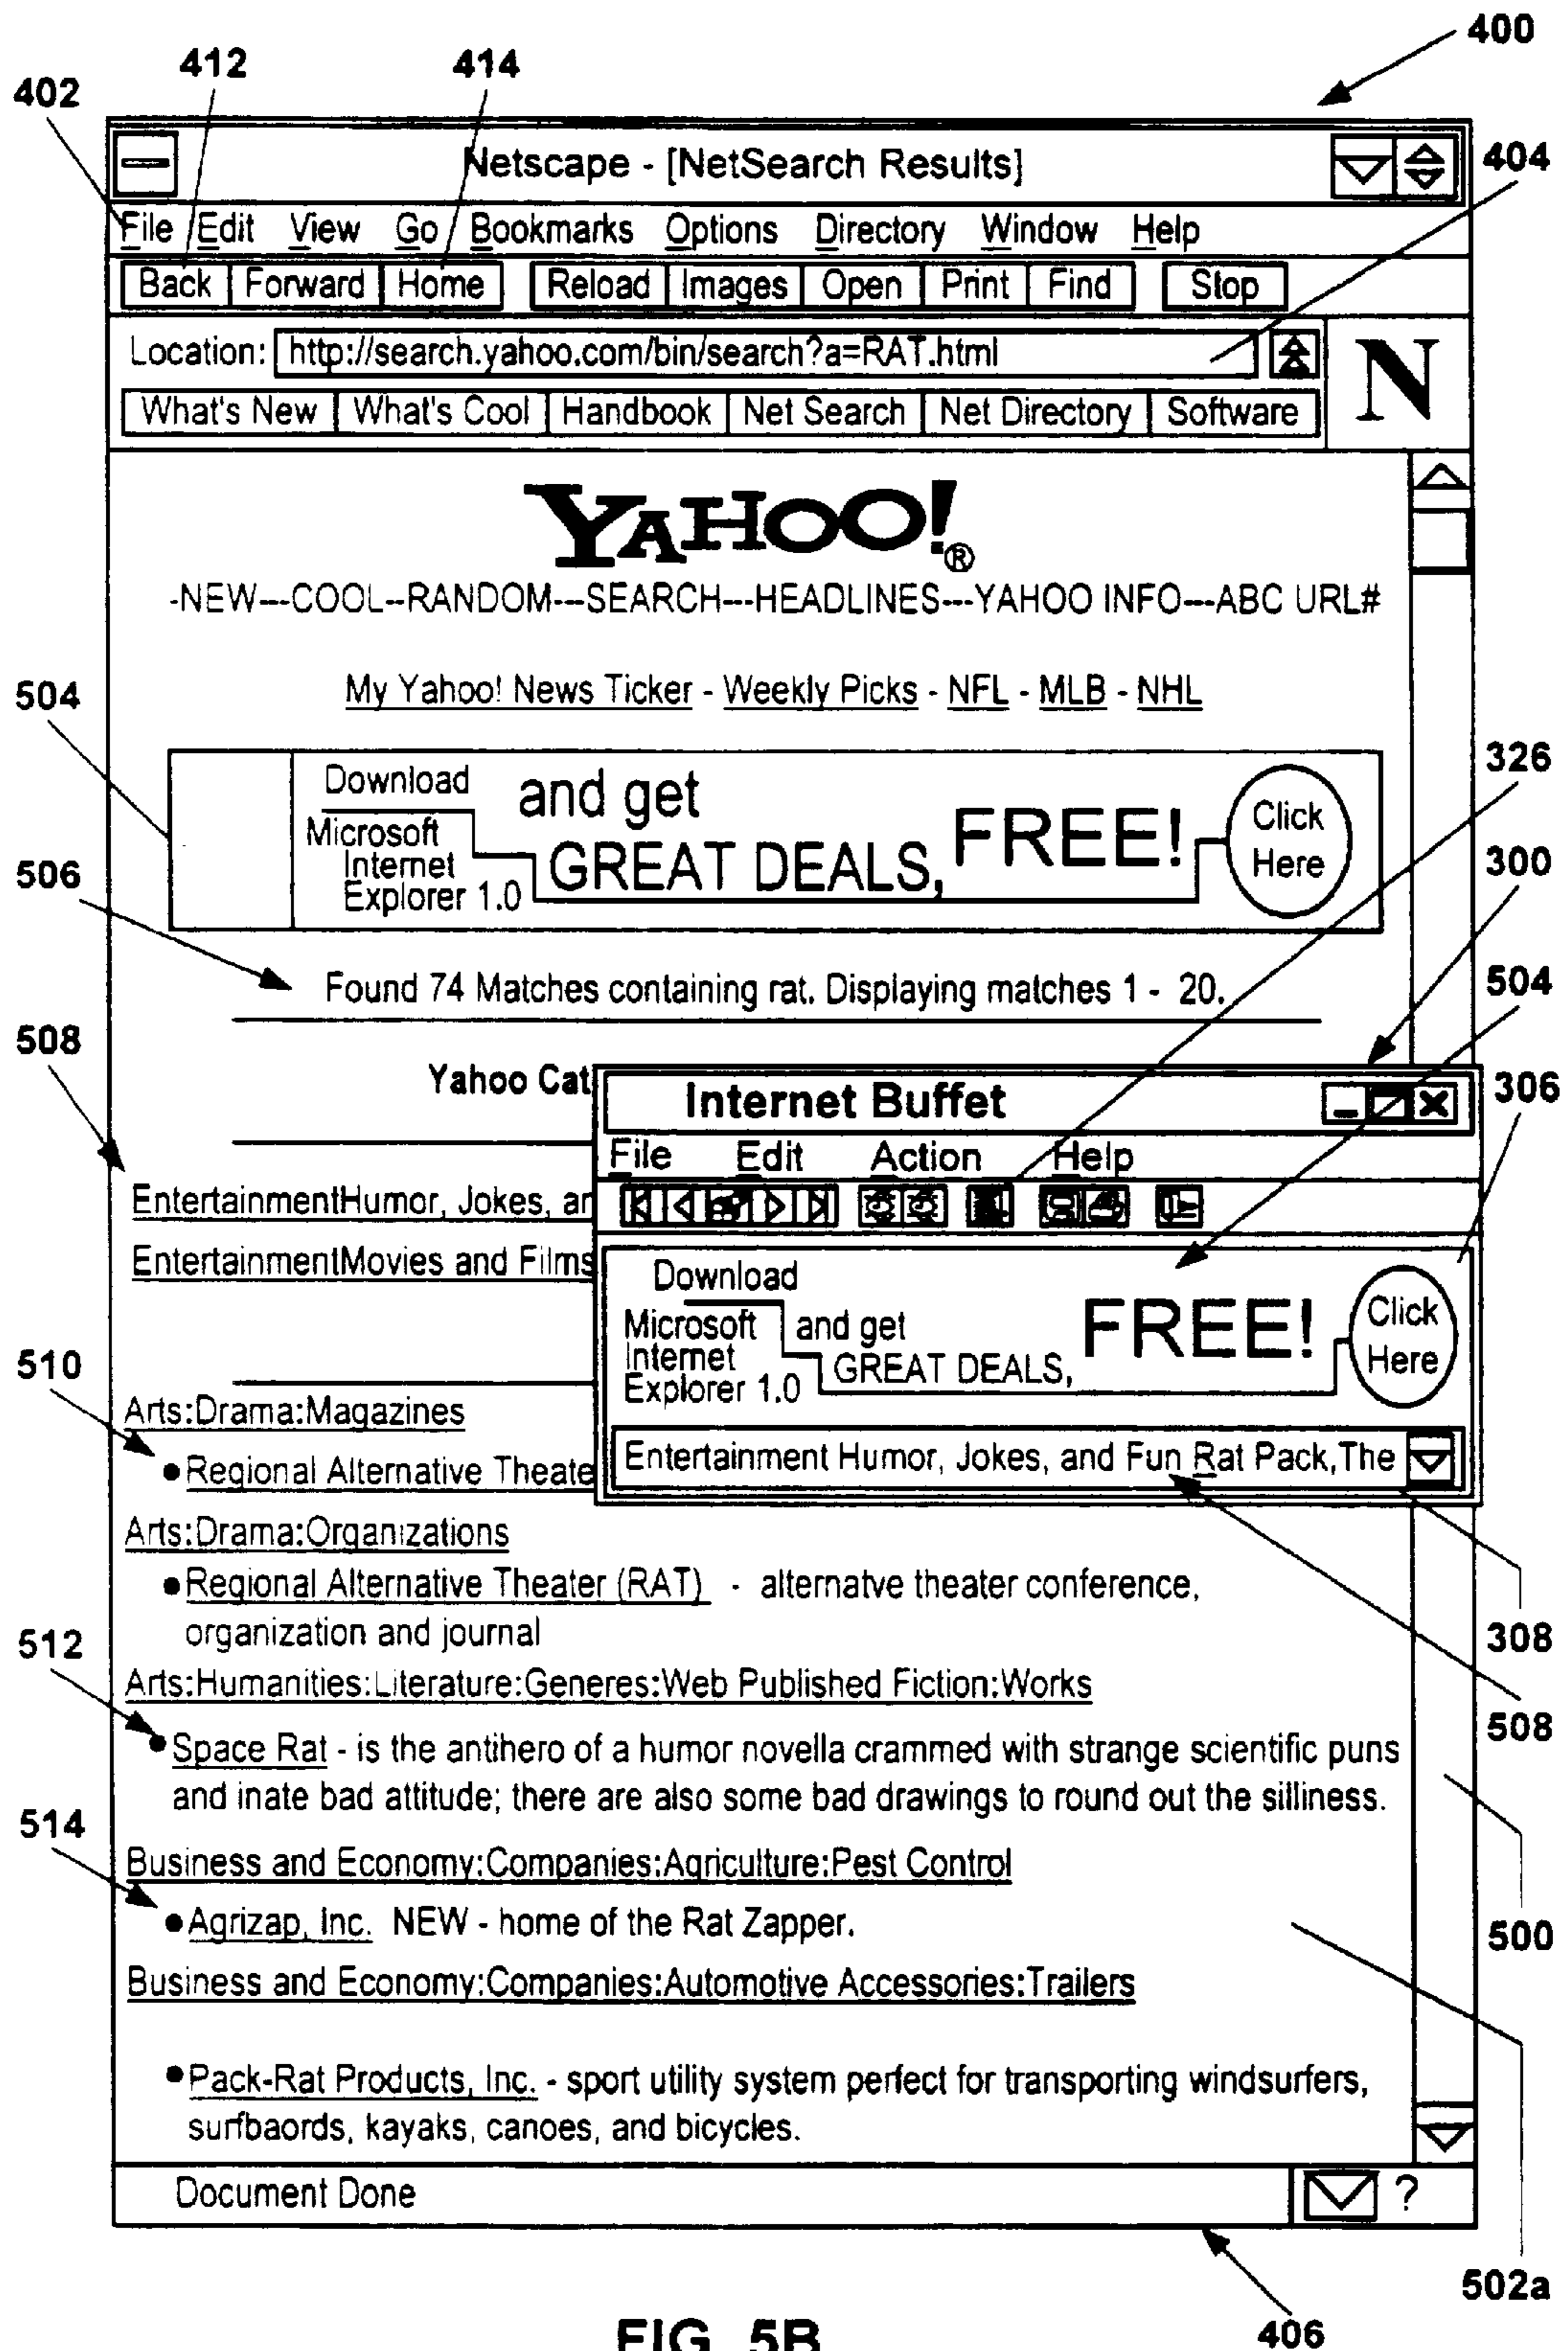 400
412
414
402
Netscape - [NetSearch Results]
404
File Edit View Go Bookmarks Options Directory Window Help
Back Forward Home Reload Images Open Print Find Stop
Location: http://search.yahoo.com/bin/search?a=RAT.html
N
What's New What's Cool Handbook Net Search Net Directory Software
YAHOO!®
-NEW---COOL--RANDOM---SEARCH---HEADLINES---YAHOO INFO---ABC URL#
504
My Yahoo! News Ticker - Weekly Picks - NFL - MLB - NHL
326
Download
Microsoft
Internet
Explorer 1.0
and get
GREAT DEALS,
FREE!
Click
Here
300
506
504
Found 74 Matches containing rat. Displaying matches 1 - 20.
508
306
Yahoo Cat
Internet Buffet
File Edit Action Help
EntertainmentHumor, Jokes, an
EntertainmentMovies and Films
Download
Microsoft
Internet
Explorer 1.0
and get
GREAT DEALS,
FREE!
Click
Here
510
Arts:Drama:Magazines
Regional Alternative Theate
Entertainment Humor, Jokes, and Fun Rat Pack,The
Arts:Drama:Organizations
●Regional Alternative Theater (RAT) - alternatve theater conference,
organization and journal
308
512
Arts:Humanities:Literature:Generes:Web Published Fiction:Works
508
●Space Rat - is the antihero of a humor novella crammed with strange scientific puns
and inate bad attitude; there are also some bad drawings to round out the silliness.
514
Business and Economy:Companies:Agriculture:Pest Control
●Agrizap, Inc. NEW - home of the Rat Zapper.
500
Business and Economy:Companies:Automotive Accessories:Trailers
●Pack-Rat Products, Inc. - sport utility system perfect for transporting windsurfers,
surfbaords, kayaks, canoes, and bicycles.
Document Done
?
502a
406
FIG. 5B